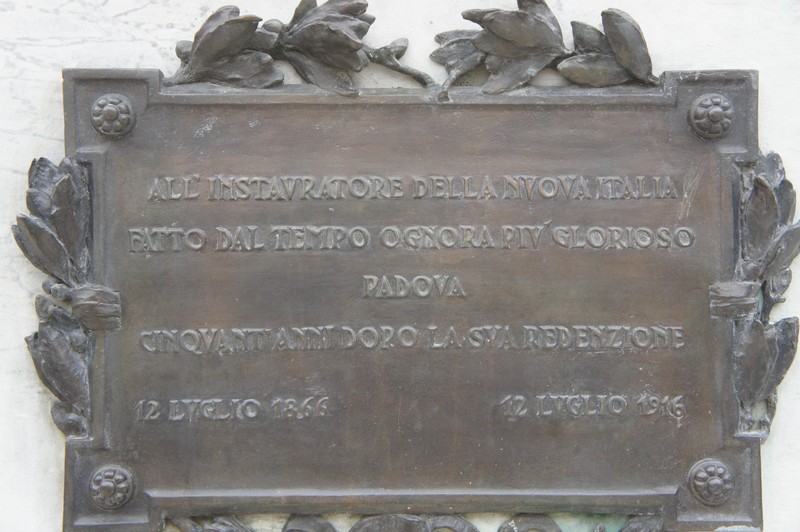 ALL' INSTAVRATORE DELLA NVOVA ITALIA
FATTO DAL TEMPO OGNORA PIV' GLORIOSO
PADOVA
CINQVANT'ANNI DOPO LA SVA REDENZIONE
12 LVGLIO 1866 12 LVGLIO 1916